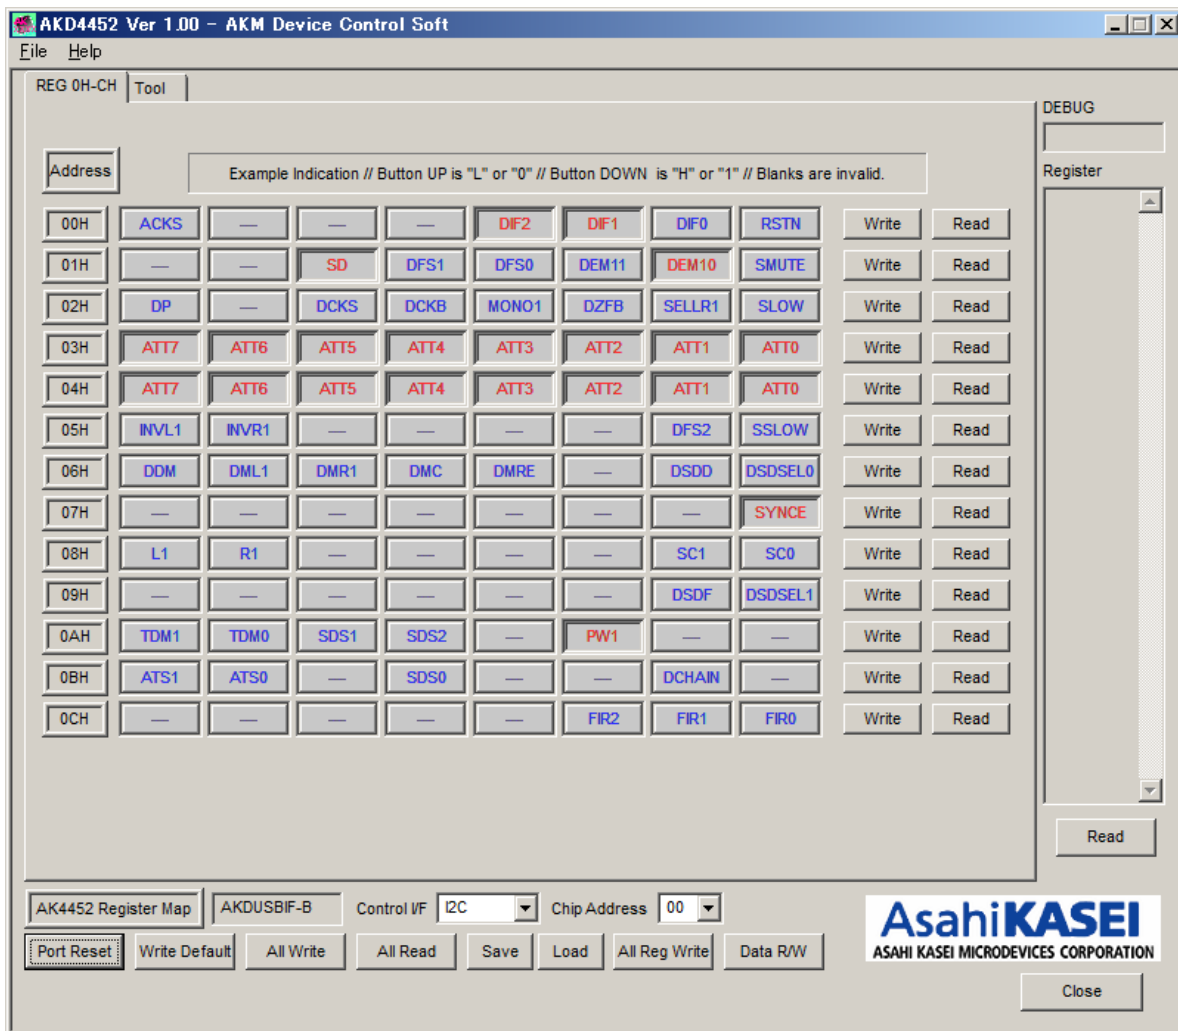 AKD4452 Ver 1.00 - AKM Device Control Soft
File Help
REG 0H-CH Tool
DEBUG
Address Example Indication // Button UP is "L" or "0" // Button DOWN is "H" or "1" // Blanks are invalid. Register
00H ACKS — — — DIF2 DIF1 DIF0 RSTN Write Read
01H — — SD DFS1 DFS0 DEM11 DEM10 SMUTE Write Read
02H DP — DCKS DCKB MONO1 DZFB SELLR1 SLOW Write Read
03H ATT7 ATT6 ATT5 ATT4 ATT3 ATT2 ATT1 ATT0 Write Read
04H ATT7 ATT6 ATT5 ATT4 ATT3 ATT2 ATT1 ATT0 Write Read
05H INVL1 INVR1 — — — — DFS2 SSLOW Write Read
06H DDM DML1 DMR1 DMC DMRE — DSDD DSDSEL0 Write Read
07H — — — — — — — SYNCE Write Read
08H L1 R1 — — — — SC1 SC0 Write Read
09H — — — — — — DSDF DSDSEL1 Write Read
0AH TDM1 TDM0 SDS1 SDS2 — PW1 — — Write Read
0BH ATS1 ATS0 — SDS0 — — DCHAIN — Write Read
0CH — — — — — FIR2 FIR1 FIR0 Write Read
Read
AK4452 Register Map AKDUSBIF-B Control I/F I2C Chip Address 00
Port Reset Write Default All Write All Read Save Load All Reg Write Data R/W
AsahiKASEI
ASAHI KASEI MICRODEVICES CORPORATION
Close